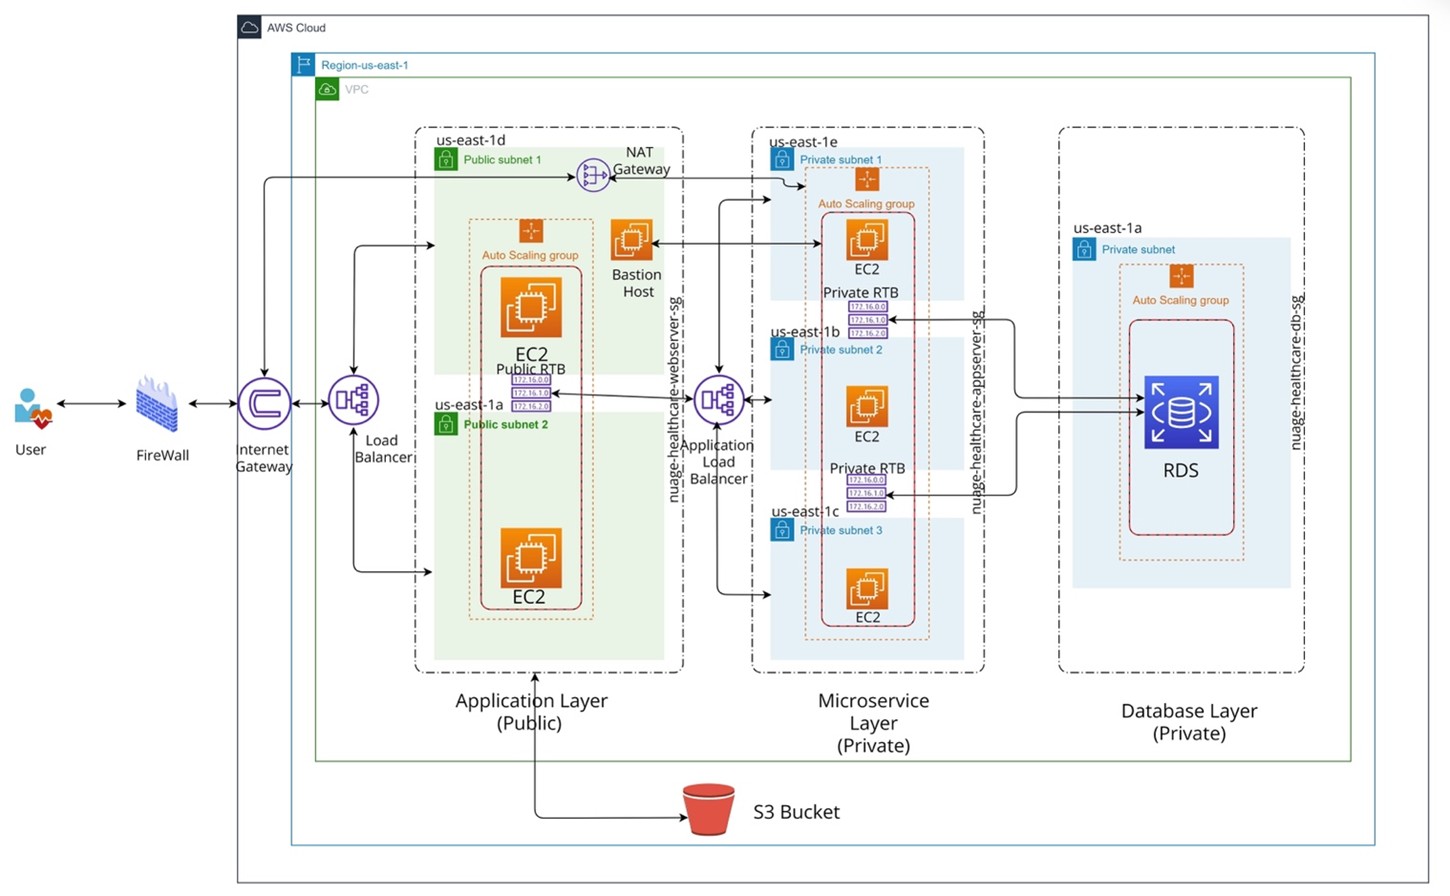 AWS Cloud
Region-us-east-1
VPC
us-east-1d
Public subnet 1
NAT
Gateway
Auto Scaling group
EC2
Bastion
Host
Public RTB
172.16.0.0
172.16.1.0
172.16.2.0
us-east-1a
Public subnet 2
EC2
nuage-healthcare-webserver-sg
Application Layer
(Public)
User
FireWall
Internet
Gateway
Load
Balancer
Application
Load
Balancer
us-east-1e
Private subnet 1
Auto Scaling group
EC2
Private RTB
172.16.0.0
172.16.1.0
172.16.2.0
us-east-1b
Private subnet 2
EC2
Private RTB
172.16.0.0
172.16.1.0
172.16.2.0
us-east-1c
Private subnet 3
EC2
nuage-healthcare-appserver-sg
Microservice
Layer
(Private)
us-east-1a
Private subnet
Auto Scaling group
RDS
nuage-healthcare-db-sg
Database Layer
(Private)
S3 Bucket